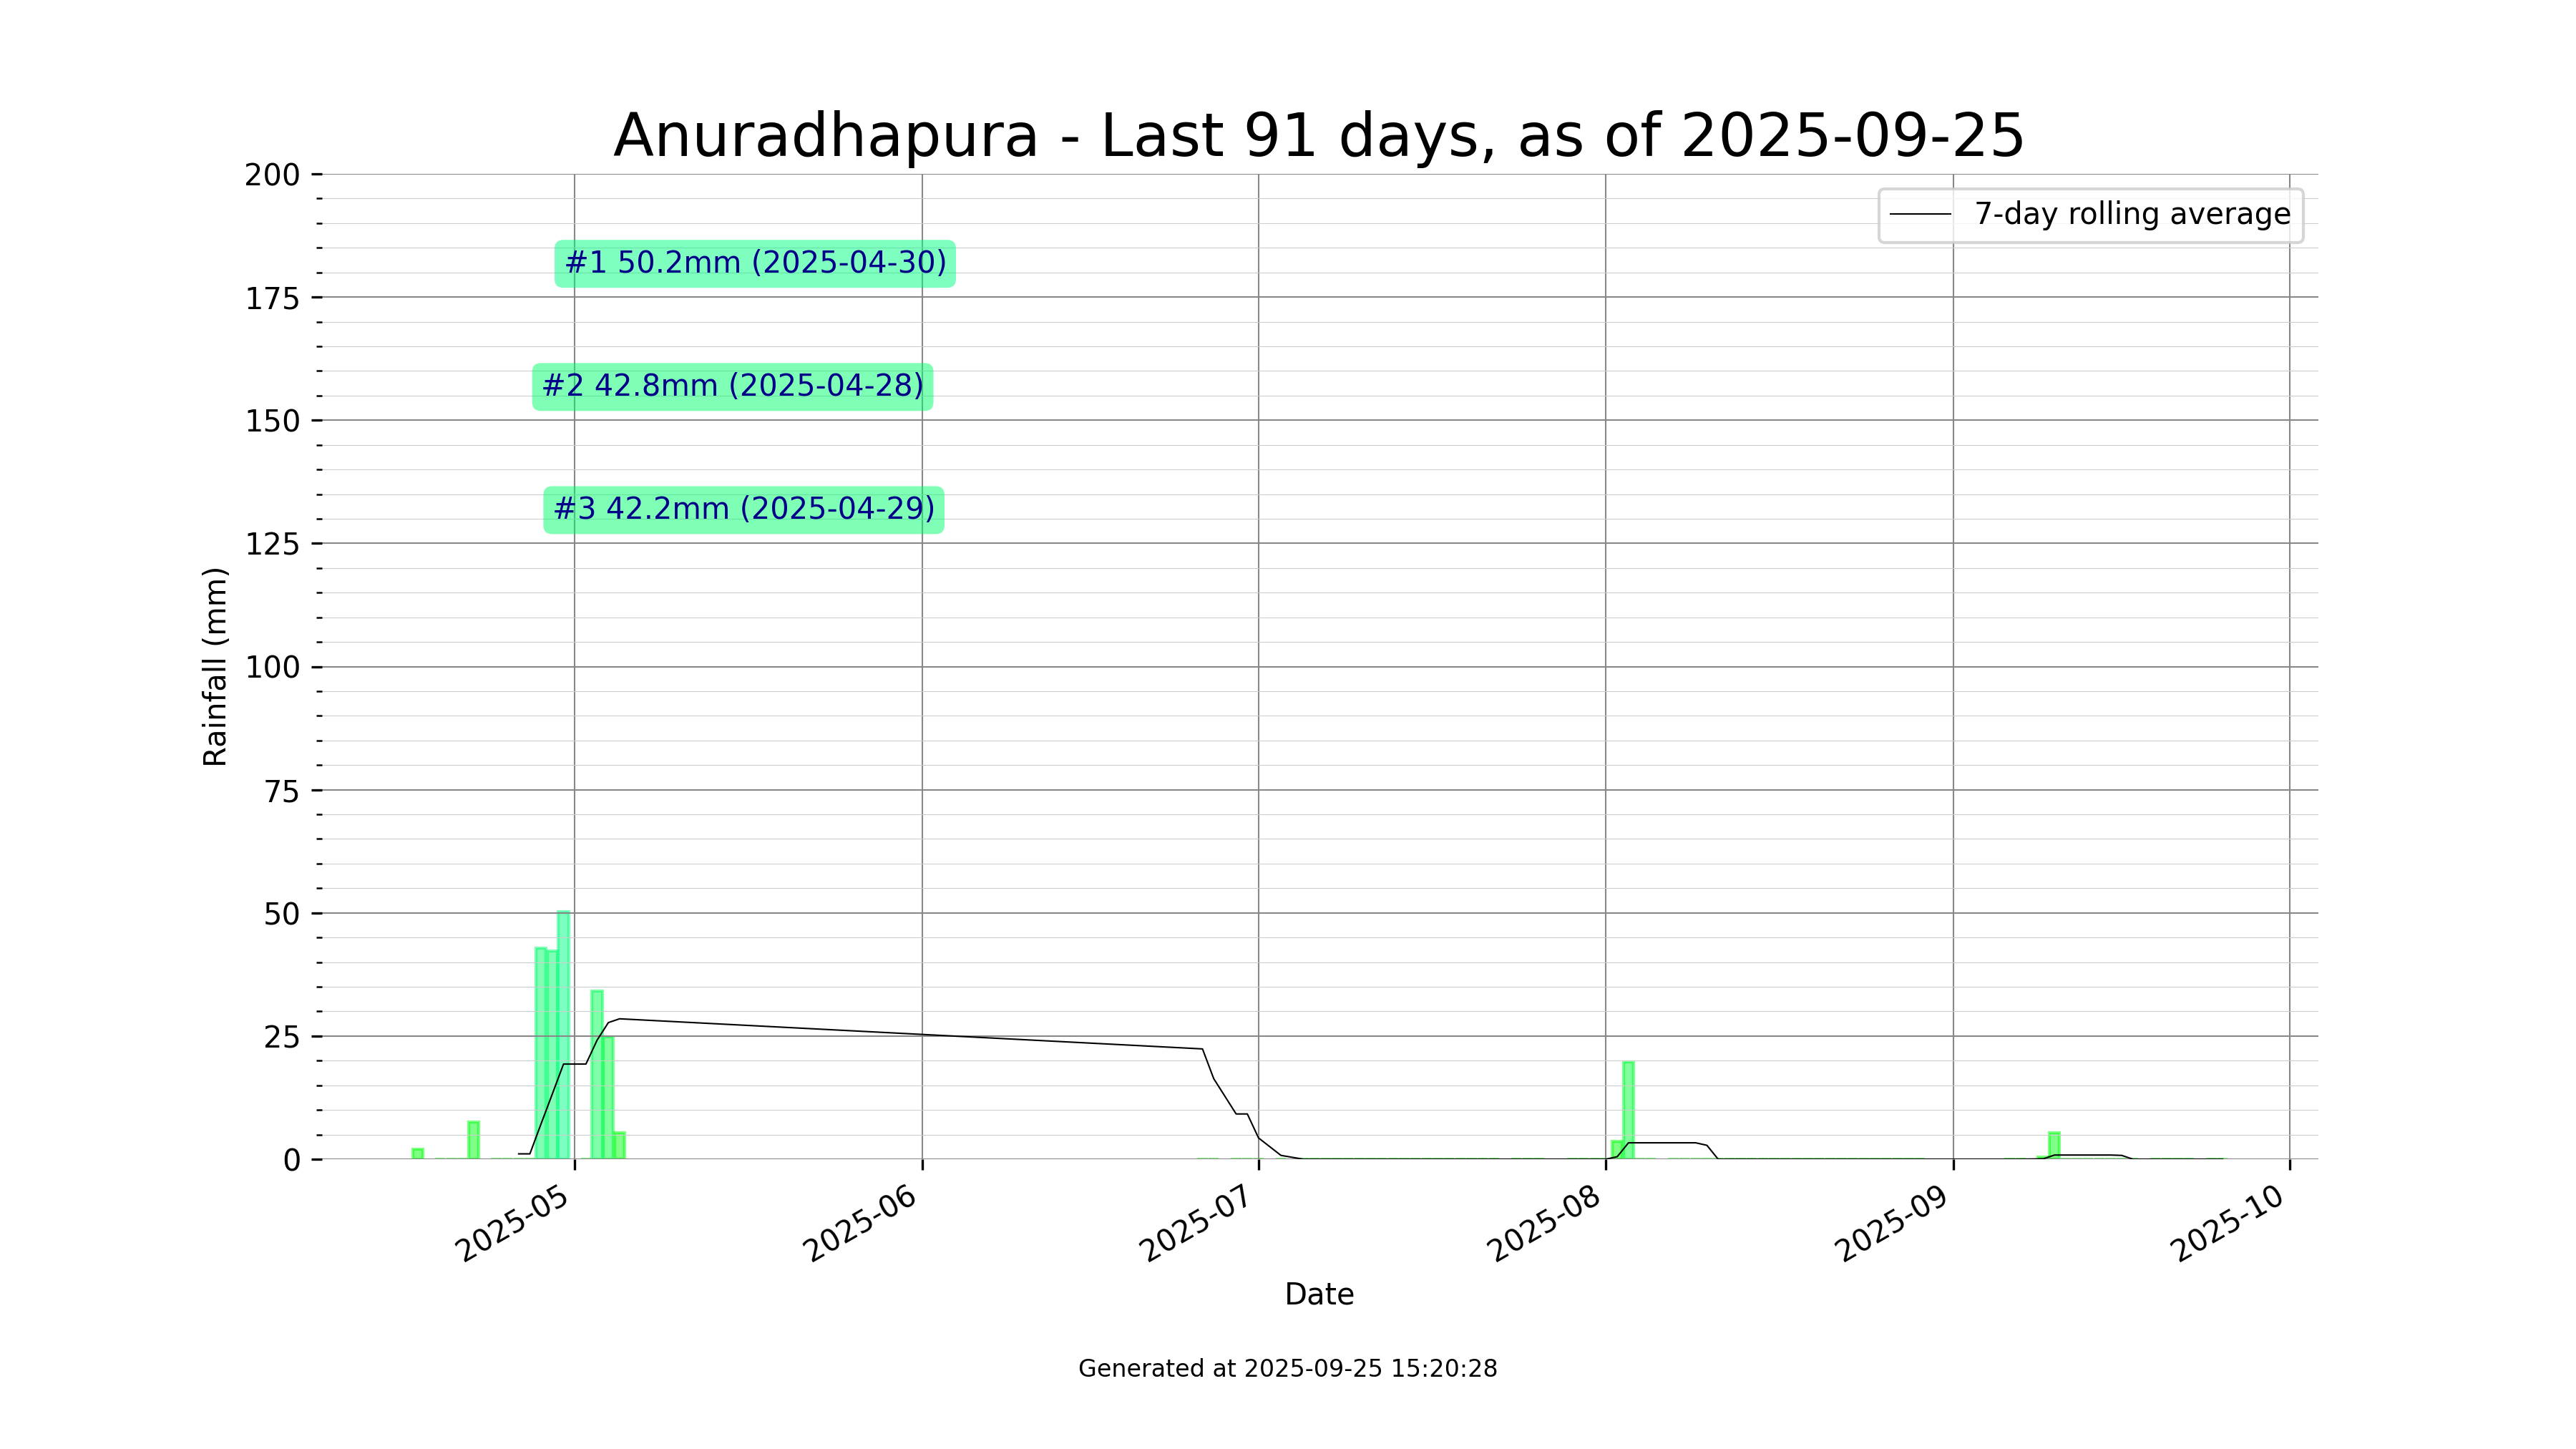 Anuradhapura - Last 91 days, as of 2025-09-25
200
175
150
125
100
75
50
25
0
Rainfall (mm)
7-day rolling average
#1 50.2mm (2025-04-30)
#2 42.8mm (2025-04-28)
#3 42.2mm (2025-04-29)
2025-05
2025-06
2025-07
2025-08
2025-09
2025-10
Date
Generated at 2025-09-25 15:20:28